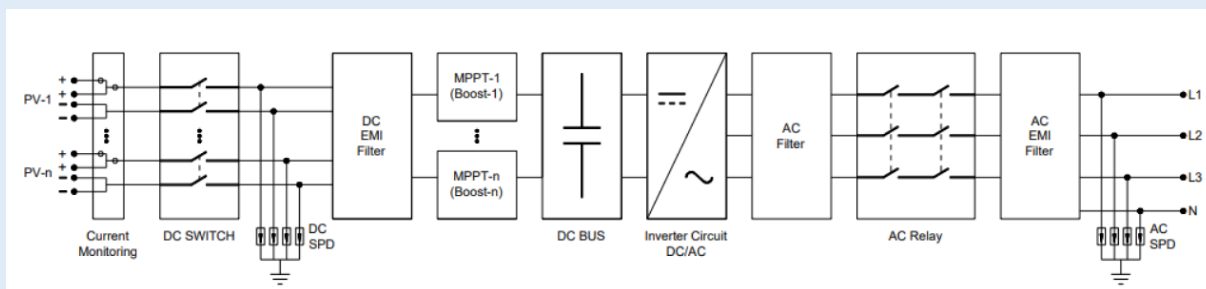 +
+
PV-1
−
−
+
+
PV-n
−
−
Current
Monitoring
DC SWITCH
DC
SPD
DC
EMI
Filter
MPPT-1
(Boost-1)
MPPT-n
(Boost-n)
DC BUS
Inverter Circuit
DC/AC
AC
Filter
AC Relay
AC
EMI
Filter
L1
L2
L3
N
AC
SPD